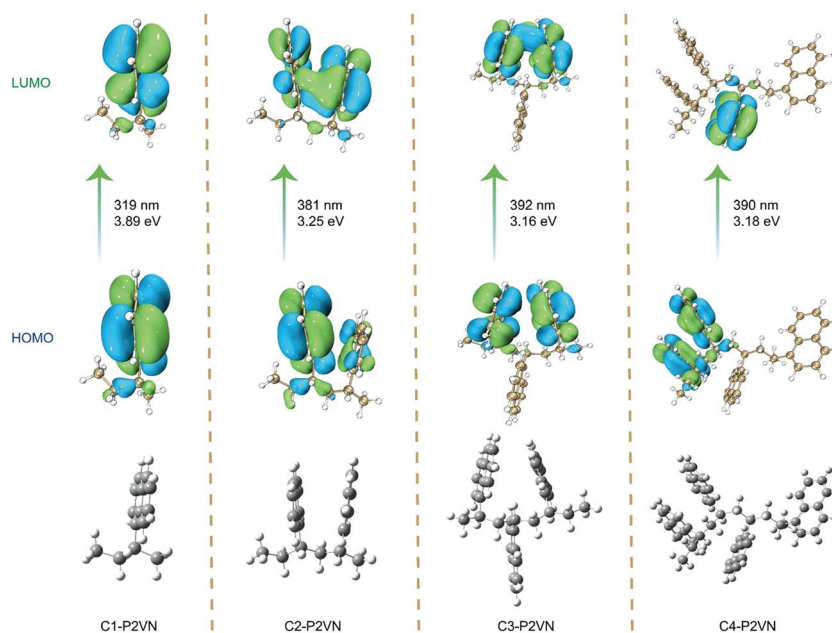 LUMO
319 nm
3.89 eV
381 nm
3.25 eV
392 nm
3.16 eV
390 nm
3.18 eV
HOMO
C1-P2VN
C2-P2VN
C3-P2VN
C4-P2VN